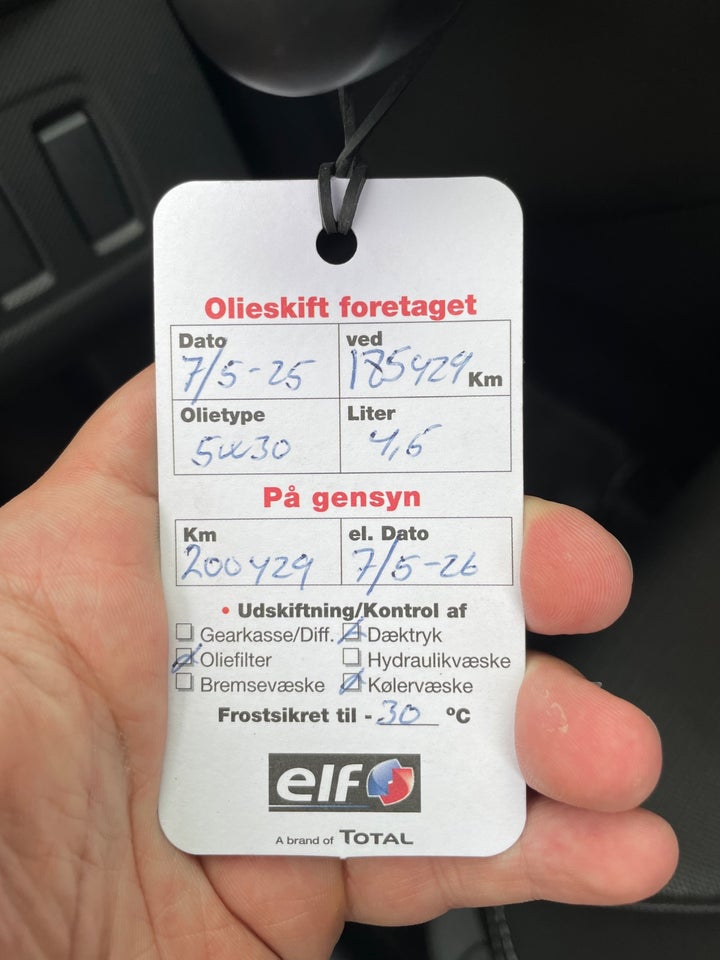 Olieskift foretaget
Dato ved
7/5-25 185429 Km
Olietype Liter
5w30 4,5
På gensyn
Km el. Dato
200429 7/5-26
• Udskiftning/Kontrol af
Gearkasse/Diff. Dæktryk
Oliefilter Hydraulikvæske
Bremsevæske Kølervæske
Frostsikret til -30 °C
elf
A brand of TOTAL